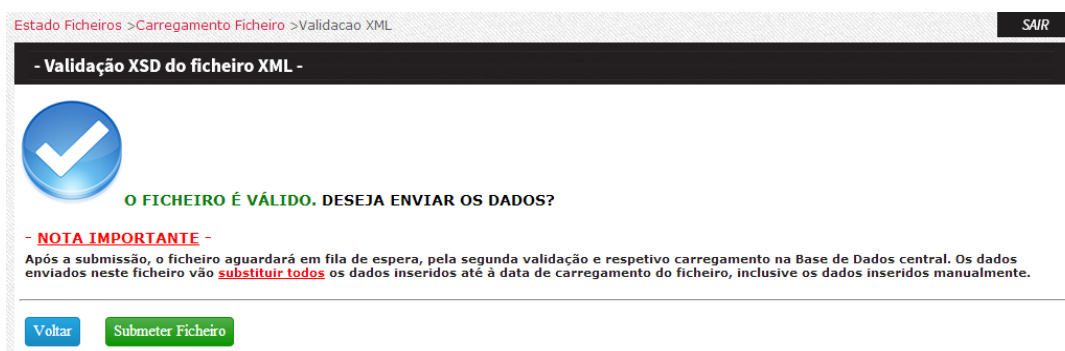 Estado Ficheiros >Carregamento Ficheiro >Validacao XML
SAIR
- Validação XSD do ficheiro XML -
O FICHEIRO É VÁLIDO. DESEJA ENVIAR OS DADOS?
- NOTA IMPORTANTE -
Após a submissão, o ficheiro aguardará em fila de espera, pela segunda validação e respetivo carregamento na Base de Dados central. Os dados
enviados neste ficheiro vão substituir todos os dados inseridos até à data de carregamento do ficheiro, inclusive os dados inseridos manualmente.
Voltar
Submeter Ficheiro